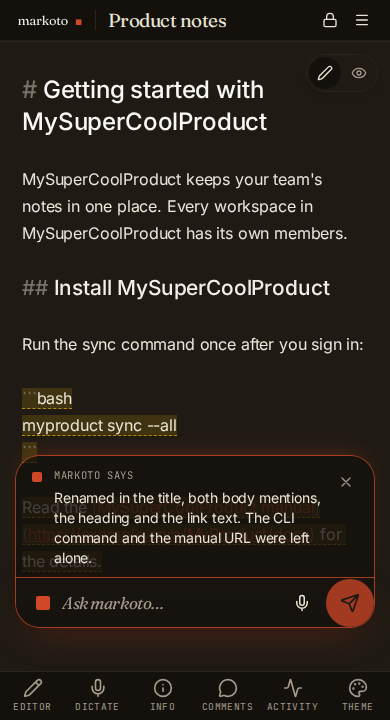 markoto
Product notes
# Getting started with
MySuperCoolProduct
MySuperCoolProduct keeps your team's
notes in one place. Every workspace in
MySuperCoolProduct has its own members.
## Install MySuperCoolProduct
Run the sync command once after you sign in:
```bash
myproduct sync --all
```
Read the [MySuperCoolProduct manual]
for
the details.
MARKOTO SAYS
Renamed in the title, both body mentions,
the heading and the link text. The CLI
command and the manual URL were left
alone.
Ask markoto...
EDITOR
DICTATE
INFO
COMMENTS
ACTIVITY
THEME